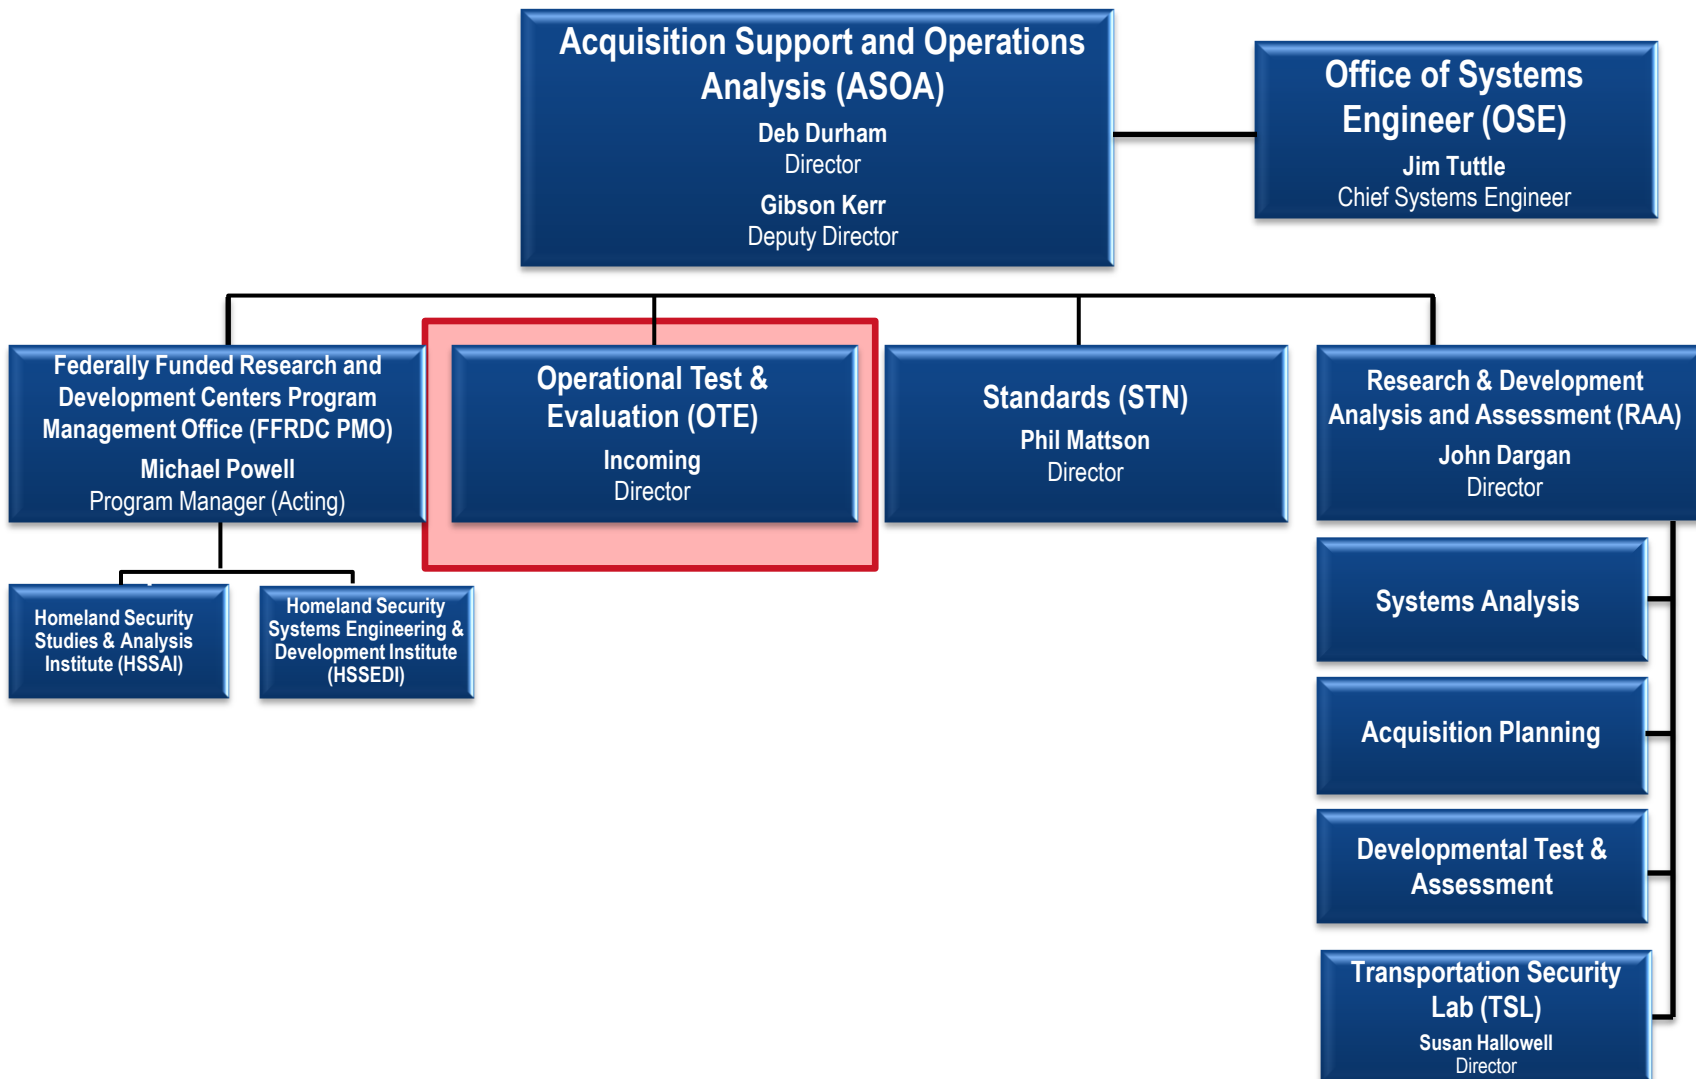 Acquisition Support and Operations
Analysis (ASOA)
Deb Durham
Director
Gibson Kerr
Deputy Director
Office of Systems
Engineer (OSE)
Jim Tuttle
Chief Systems Engineer
Federally Funded Research and
Development Centers Program
Management Office (FFRDC PMO)
Michael Powell
Program Manager (Acting)
Operational Test &
Evaluation (OTE)
Incoming
Director
Standards (STN)
Phil Mattson
Director
Research & Development
Analysis and Assessment (RAA)
John Dargan
Director
Homeland Security
Studies & Analysis
Institute (HSSAI)
Homeland Security
Systems Engineering &
Development Institute
(HSSEDI)
Systems Analysis
Acquisition Planning
Developmental Test &
Assessment
Transportation Security
Lab (TSL)
Susan Hallowell
Director